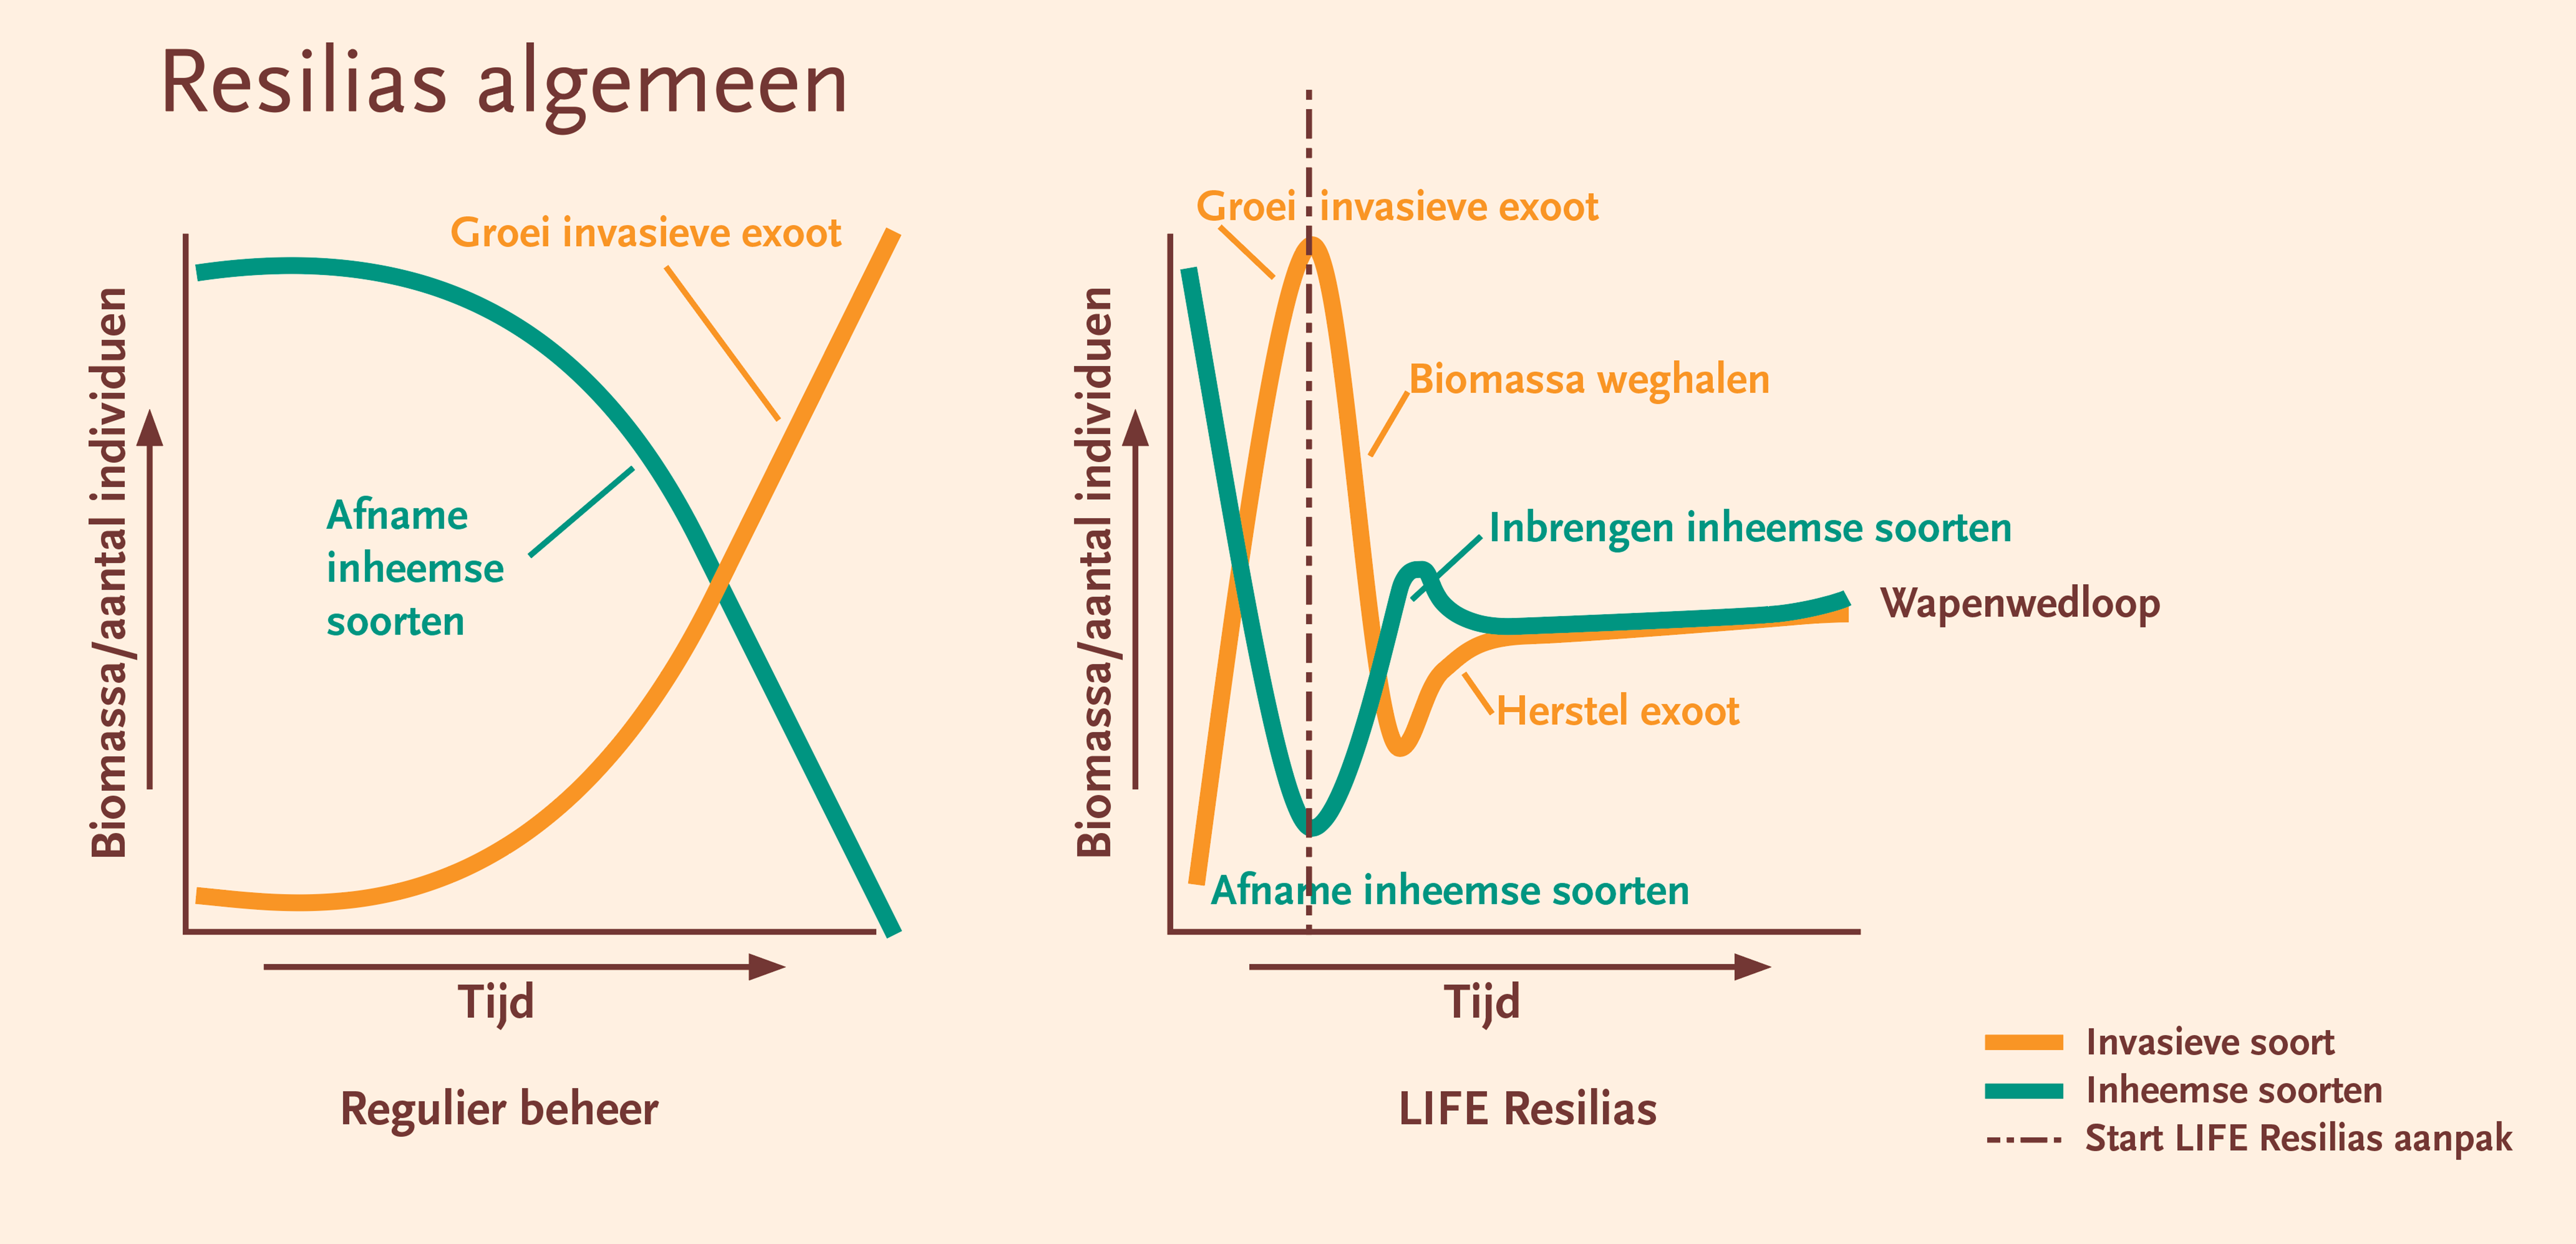 Resilias algemeen
Groei invasieve exoot
Afname
inheemse
soorten
Biomassa/aantal individuen
Tijd
Regulier beheer
Groei invasieve exoot
Biomassa weghalen
Inbrengen inheemse soorten
Wapenwedloop
Herstel exoot
Afname inheemse soorten
Biomassa/aantal individuen
Tijd
LIFE Resilias
Invasieve soort
Inheemse soorten
Start LIFE Resilias aanpak